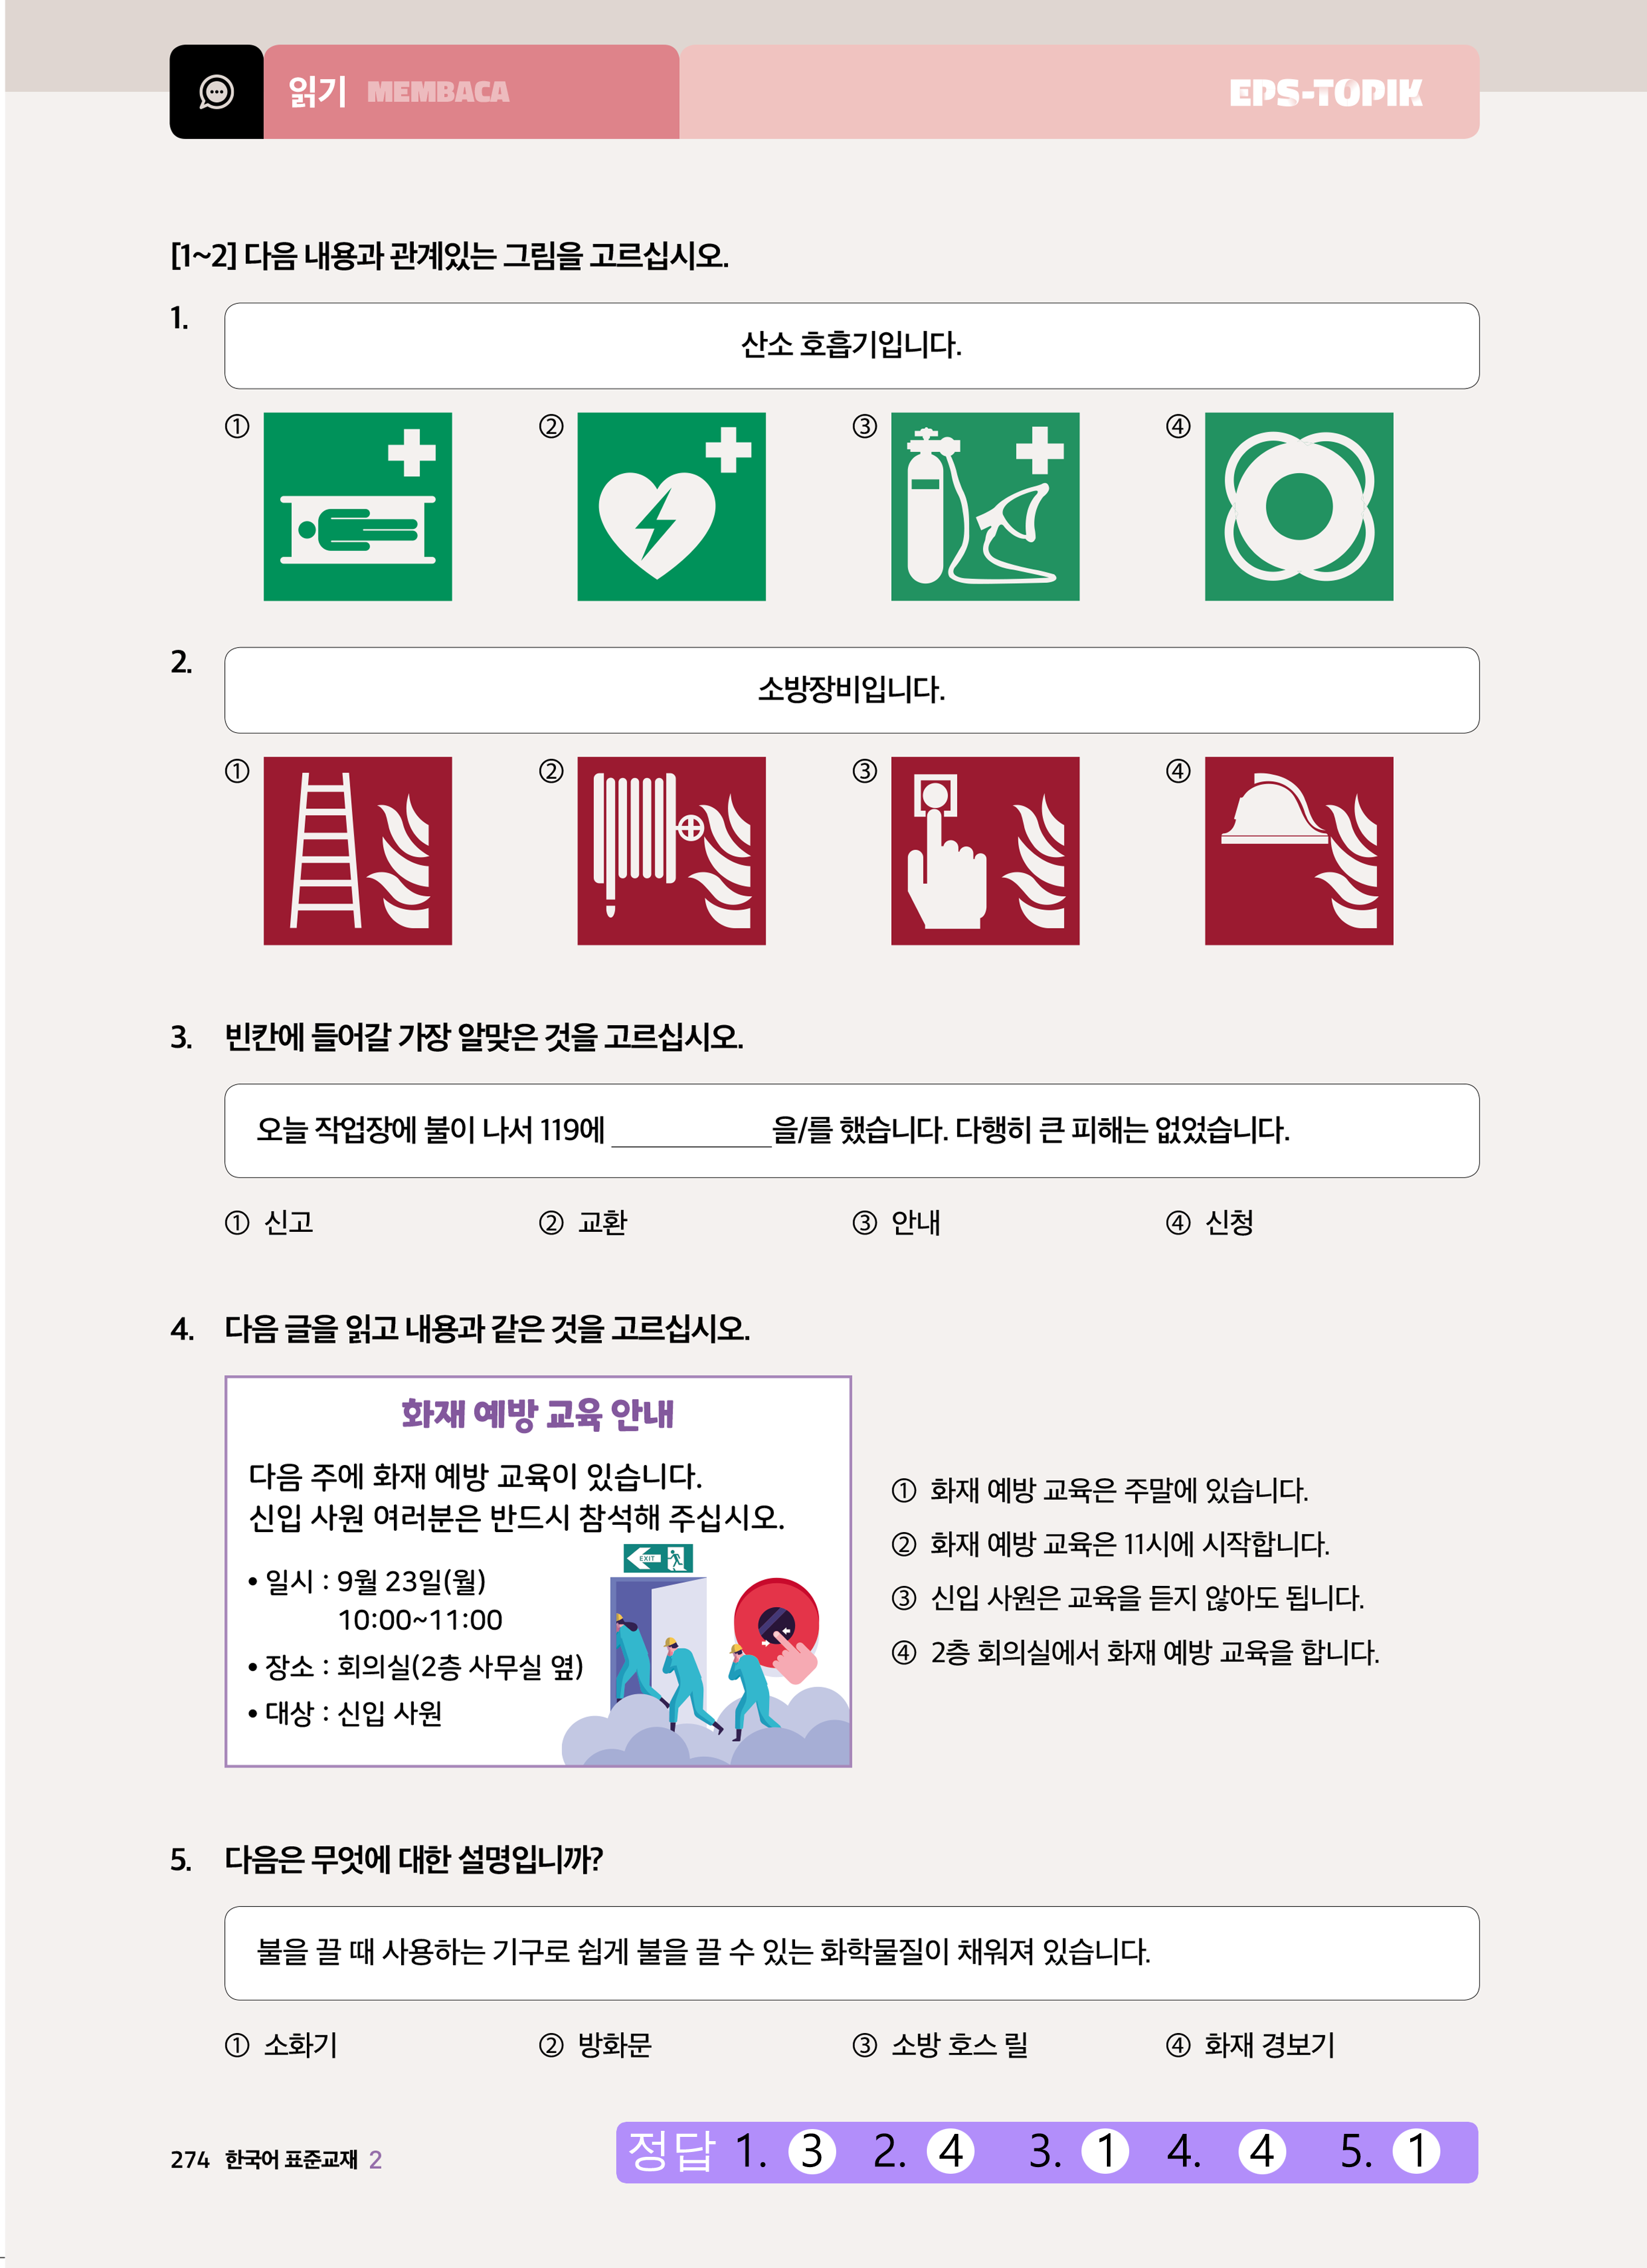 읽기 MEMBACA EPS-TOPIK
[1~2] 다음 내용과 관계있는 그림을 고르십시오.
1. 산소 호흡기입니다.
① ② ③ ④
2. 소방장비입니다.
① ② ③ ④
3. 빈칸에 들어갈 가장 알맞은 것을 고르십시오.
오늘 작업장에 불이 나서 119에 __________을/를 했습니다. 다행히 큰 피해는 없었습니다.
① 신고 ② 교환 ③ 안내 ④ 신청
4. 다음 글을 읽고 내용과 같은 것을 고르십시오.
화재 예방 교육 안내
다음 주에 화재 예방 교육이 있습니다.
신입 사원 여러분은 반드시 참석해 주십시오.
EXIT
• 일시 : 9월 23일(월)
10:00~11:00
• 장소 : 회의실(2층 사무실 옆)
• 대상 : 신입 사원
① 화재 예방 교육은 주말에 있습니다.
② 화재 예방 교육은 11시에 시작합니다.
③ 신입 사원은 교육을 듣지 않아도 됩니다.
④ 2층 회의실에서 화재 예방 교육을 합니다.
5. 다음은 무엇에 대한 설명입니까?
불을 끌 때 사용하는 기구로 쉽게 불을 끌 수 있는 화학물질이 채워져 있습니다.
① 소화기 ② 방화문 ③ 소방 호스 릴 ④ 화재 경보기
274 한국어 표준교재 2
정답 1. 3 2. 4 3. 1 4. 4 5. 1